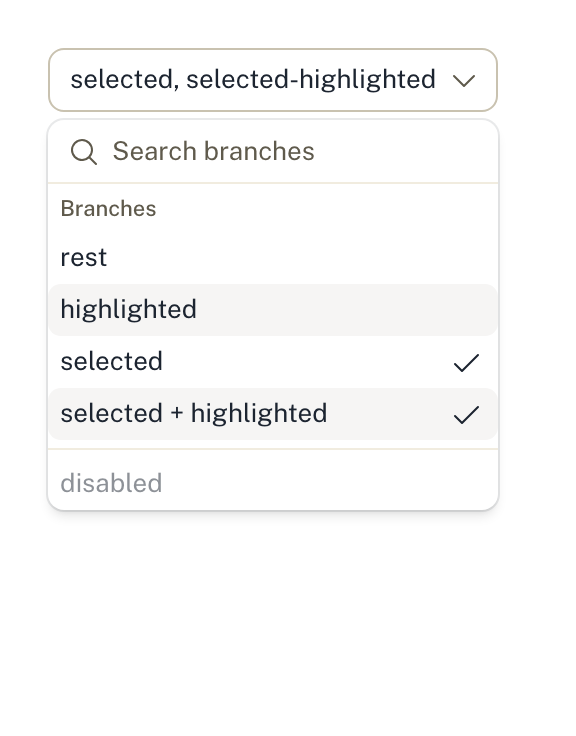 selected, selected-highlighted
Search branches
Branches
rest
highlighted
selected
selected + highlighted
disabled